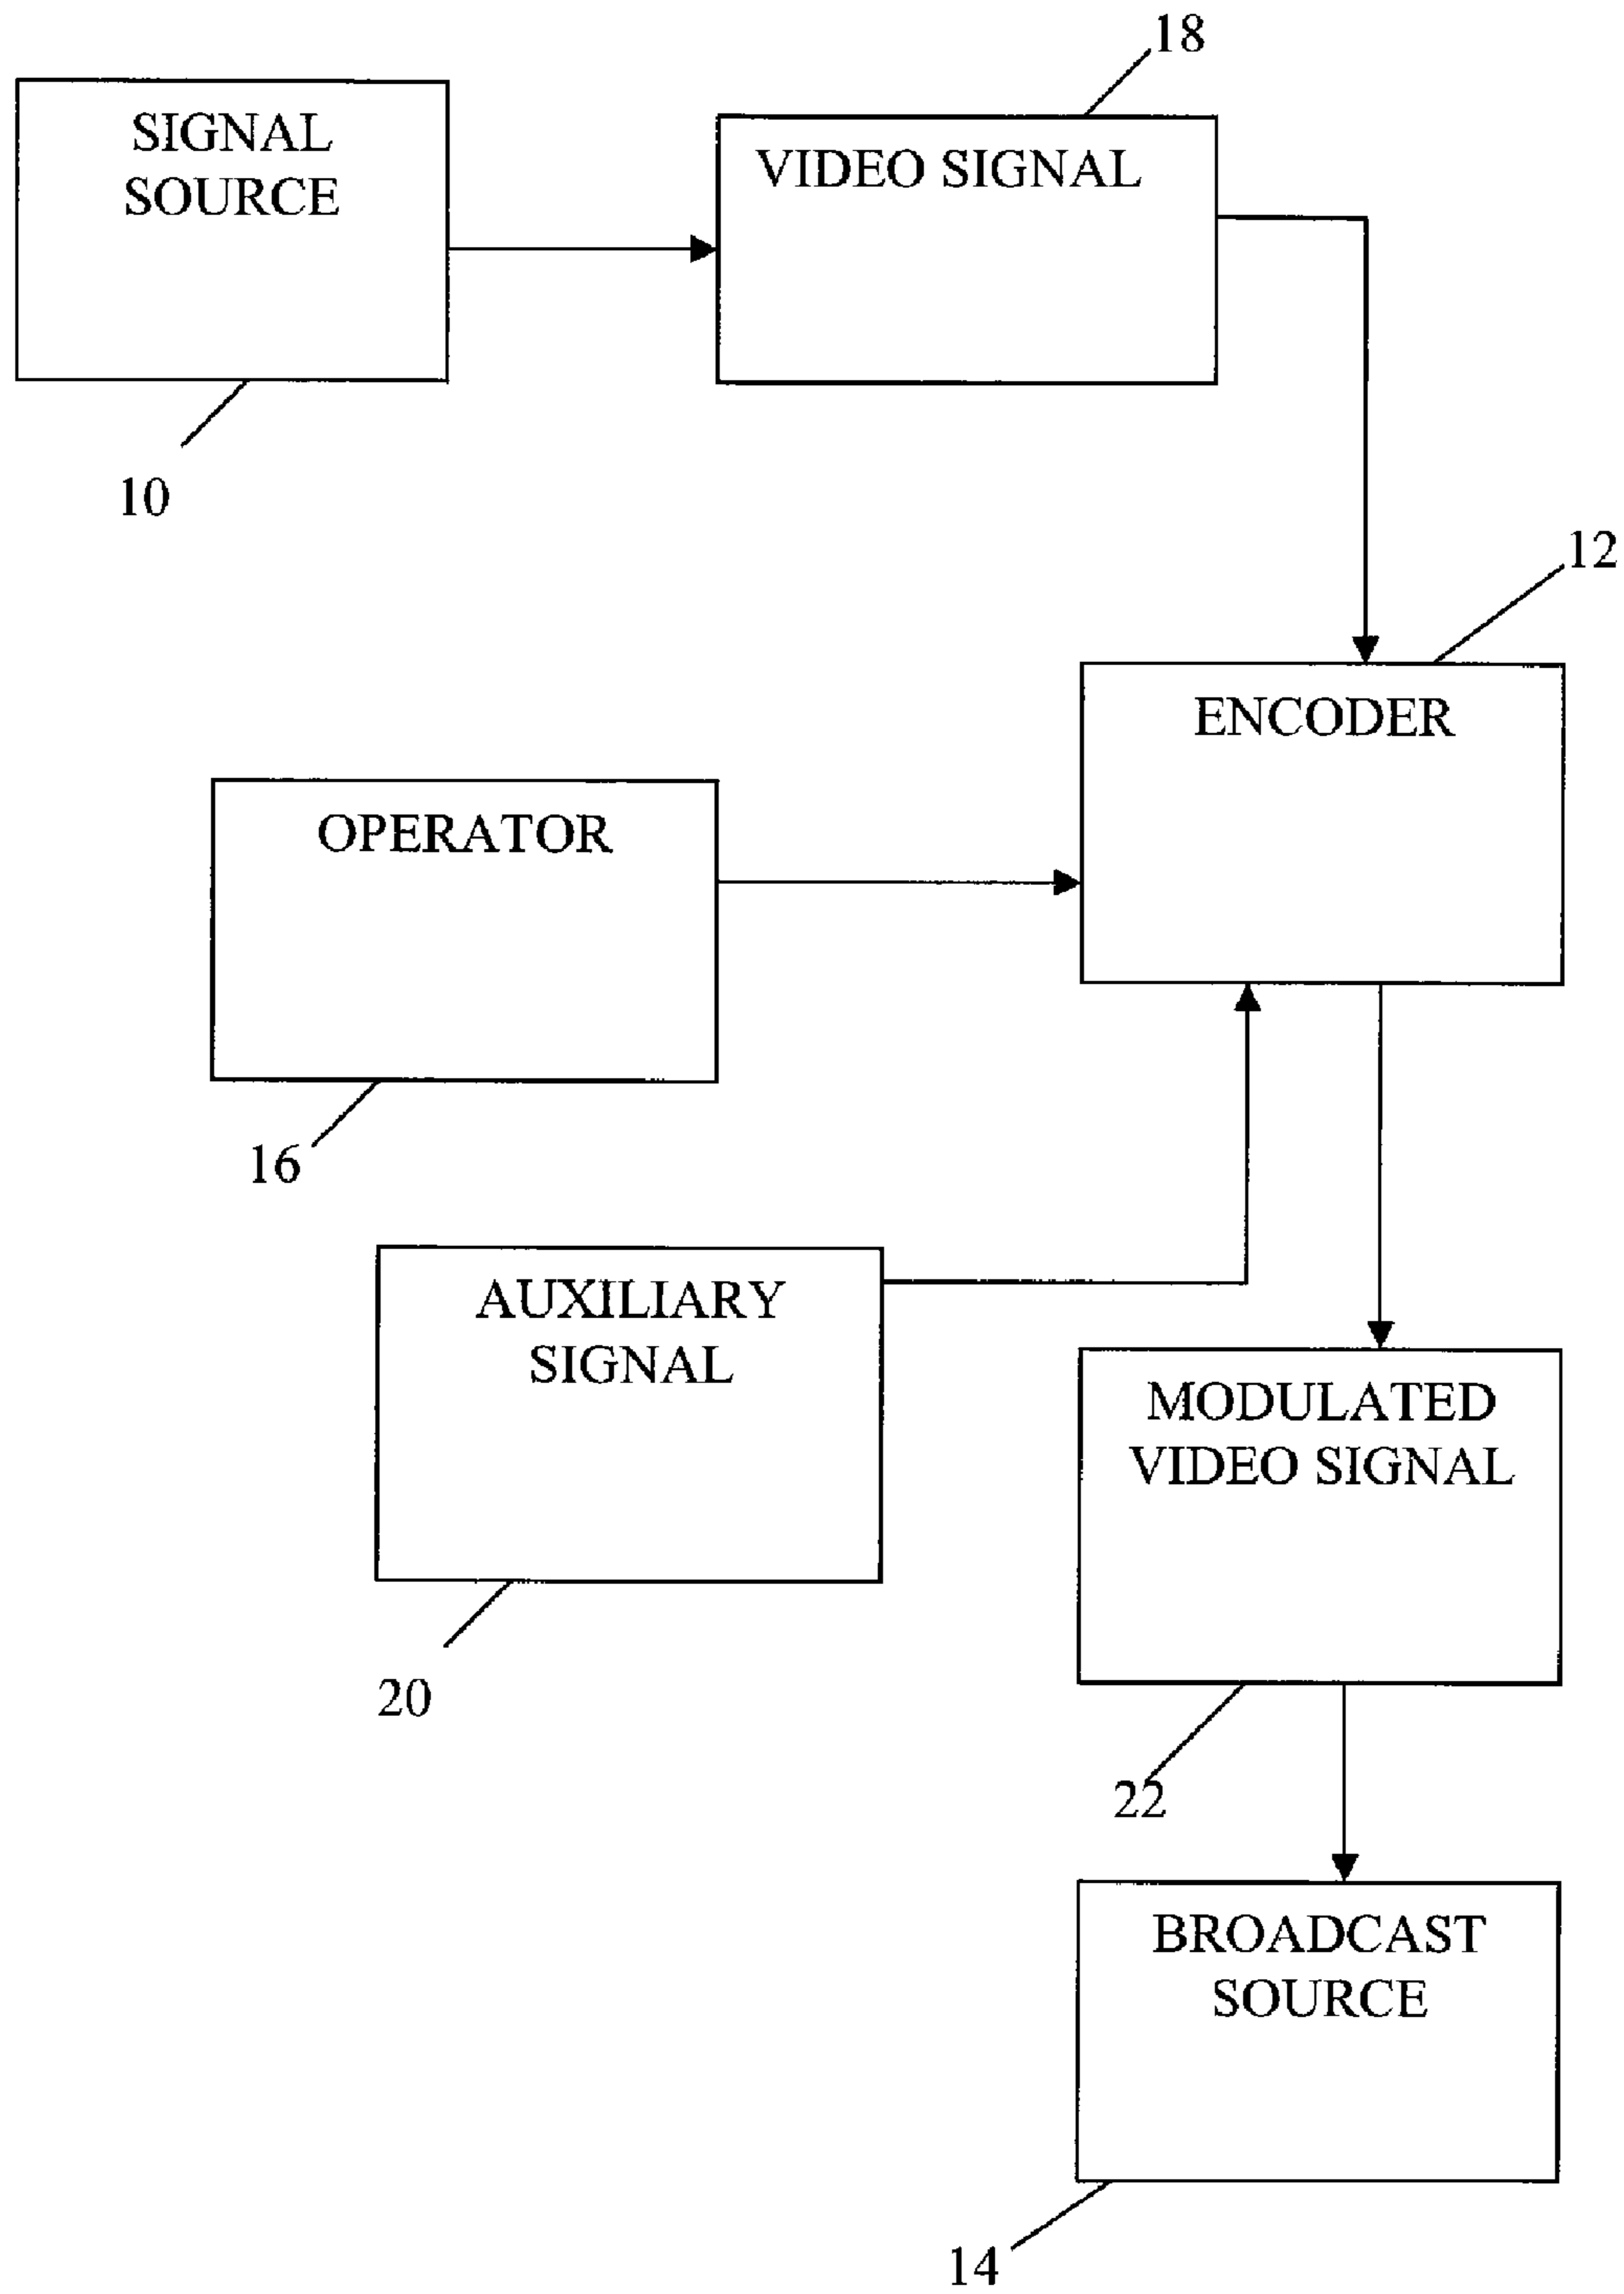 18
SIGNAL
SOURCE
VIDEO SIGNAL
10
12
ENCODER
OPERATOR
16
AUXILIARY
SIGNAL
MODULATED
VIDEO SIGNAL
20
22
BROADCAST
SOURCE
14